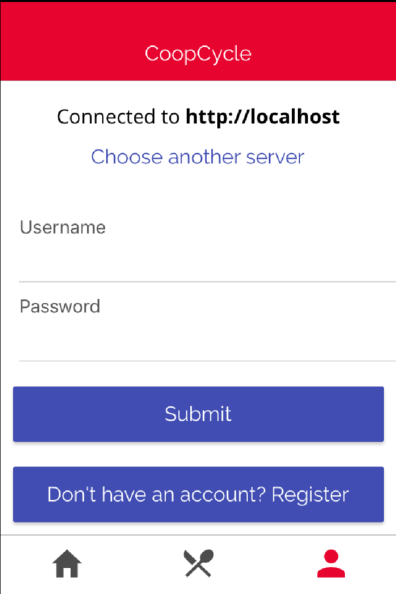 CoopCycle
Connected to http://localhost
Choose another server
Username
Password
Submit
Don't have an account? Register